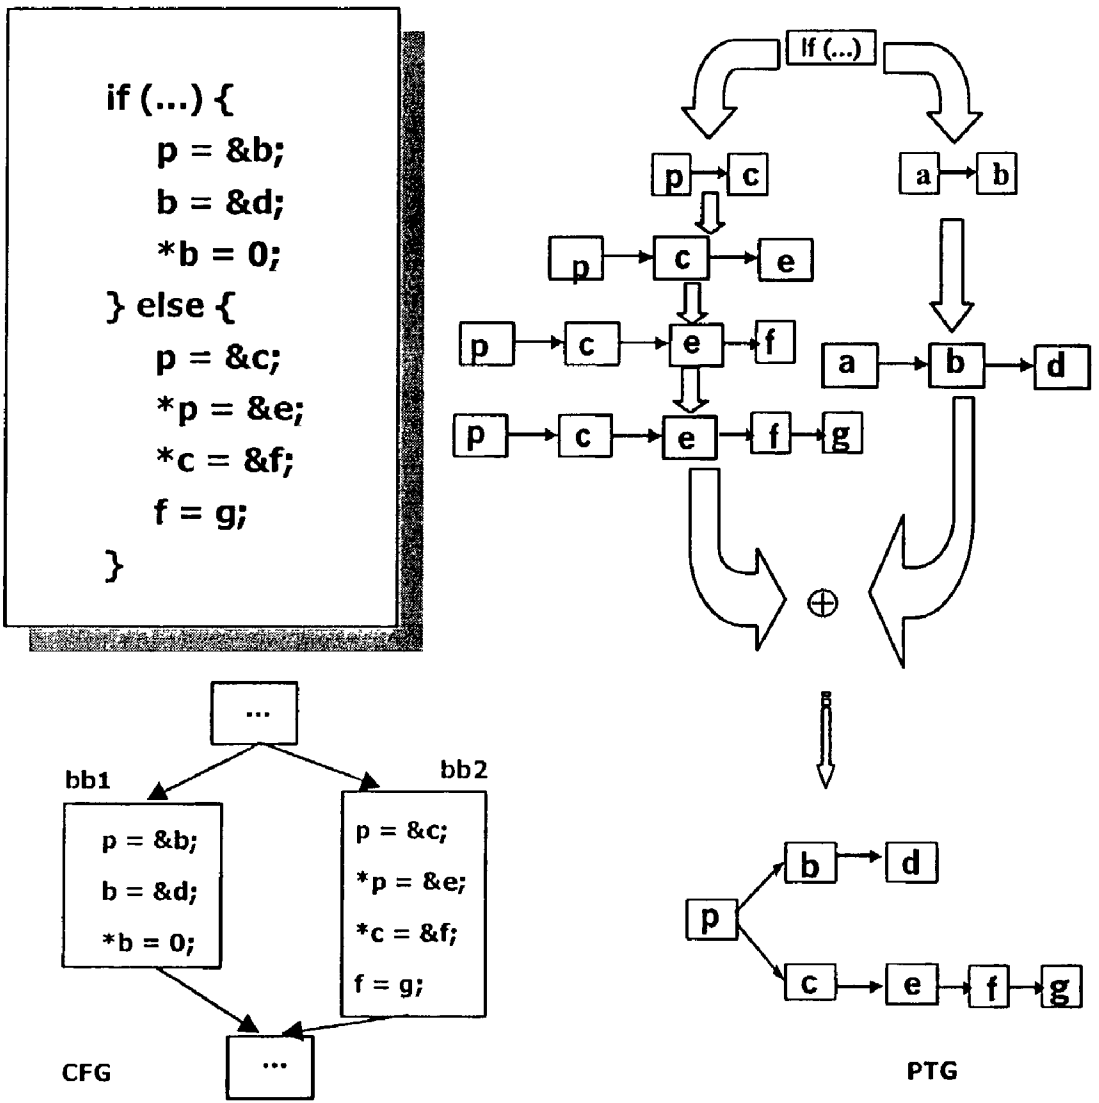 if (...) {
p = &b;
b = &d;
*b = 0;
} else {
p = &c;
*p = &e;
*c = &f;
f = g;
}
If (...)
p c
a b
p c e
p c e f
a b d
p c e f g
b d
p
c e f g
PTG
...
bb1
bb2
p = &b;
b = &d;
*b = 0;
p = &c;
*p = &e;
*c = &f;
f = g;
...
CFG